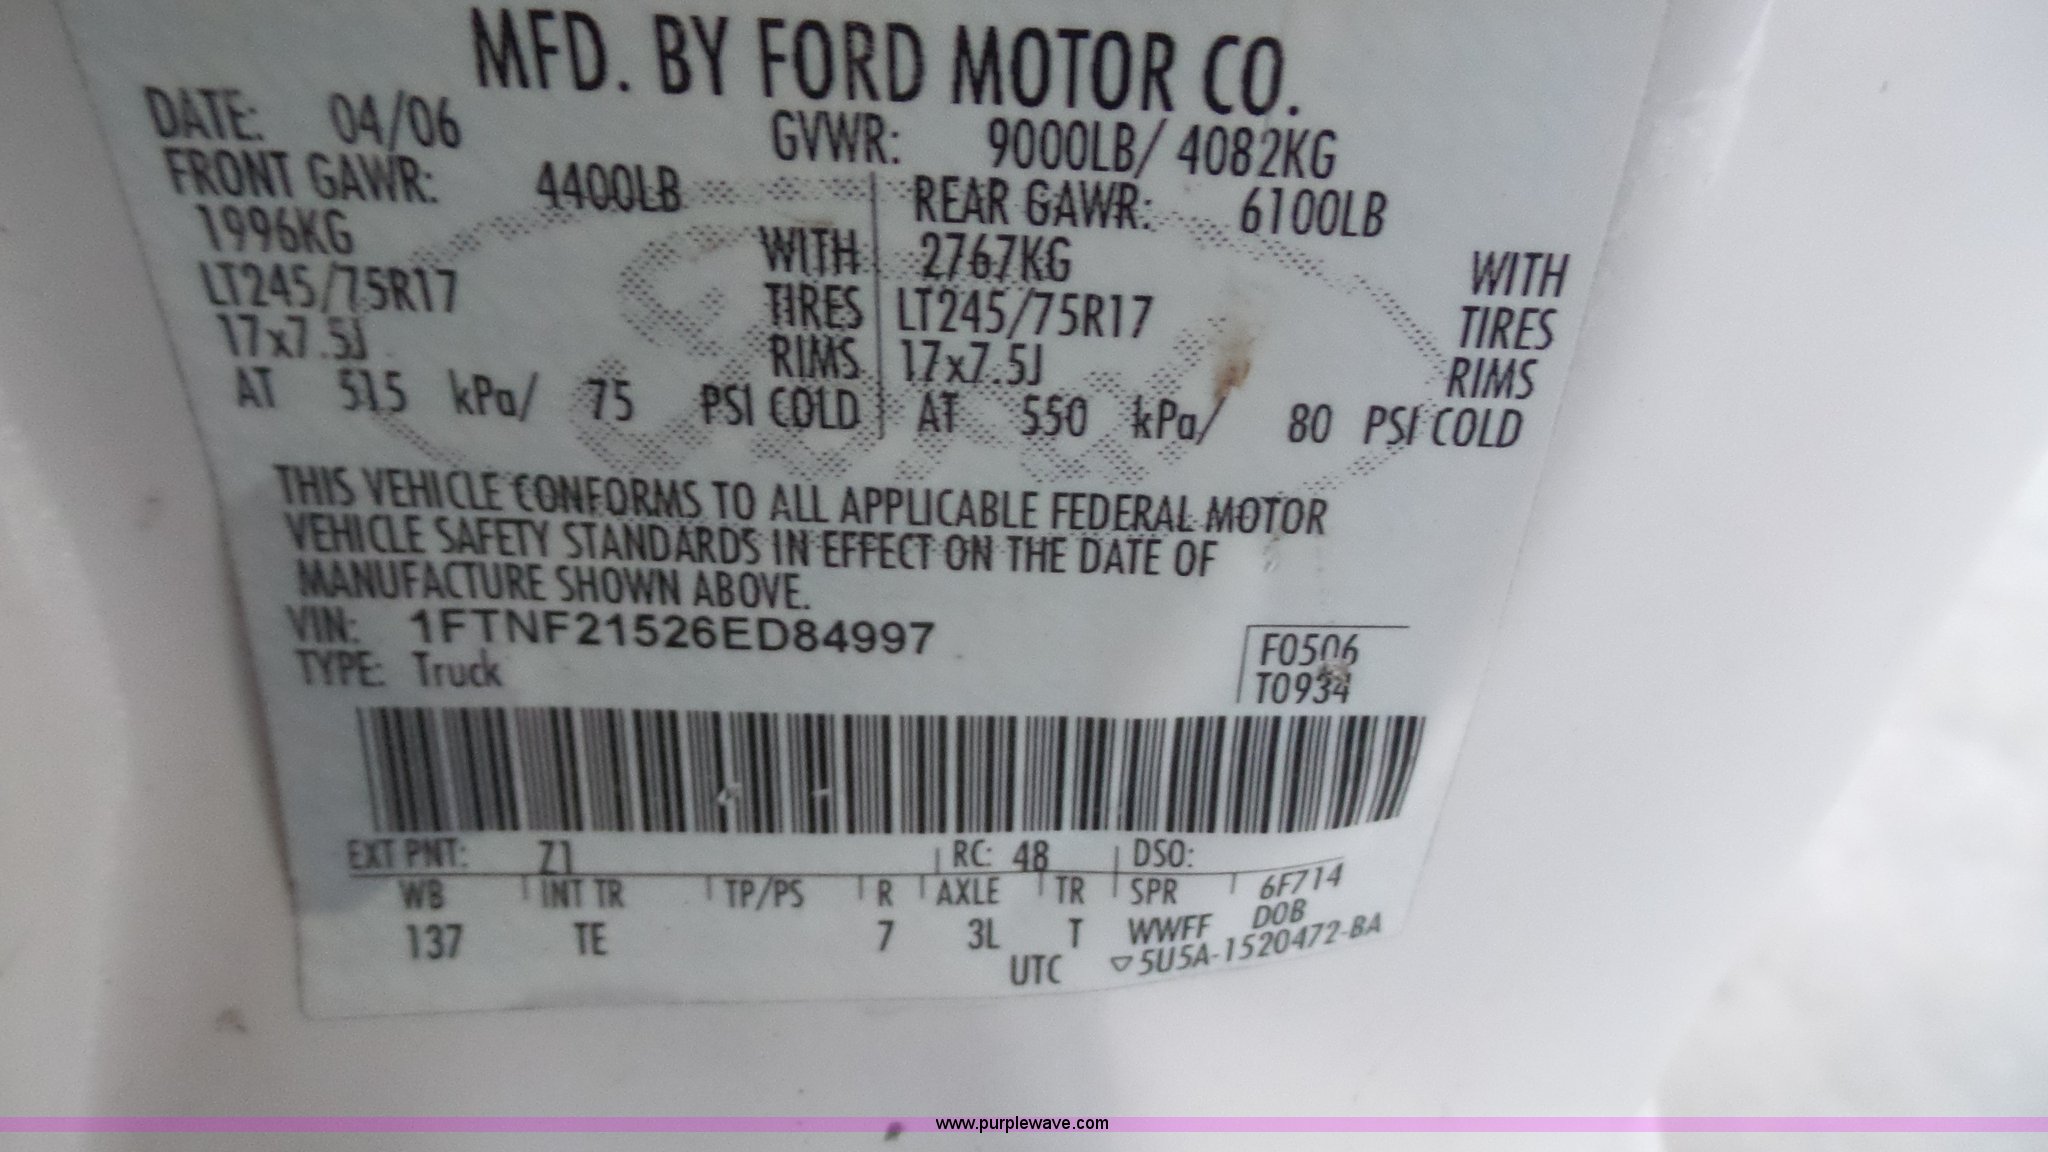 MFD. BY FORD MOTOR CO.
DATE: 04/06 GVWR: 9000LB/ 4082KG
FRONT GAWR: 4400LB REAR GAWR: 6100LB
1996KG WITH 2767KG WITH
LT245/75R17 TIRES LT245/75R17 TIRES
17x7.5J RIMS 17x7.5J RIMS
AT 515 kPa/ 75 PSI COLD AT 550 kPa/ 80 PSI COLD
THIS VEHICLE CONFORMS TO ALL APPLICABLE FEDERAL MOTOR
VEHICLE SAFETY STANDARDS IN EFFECT ON THE DATE OF
MANUFACTURE SHOWN ABOVE.
VIN: 1FTNF21526ED84997
TYPE: Truck
F0506
T0934
EXT PNT: Z1 RC: 48 DSO:
WB INT TR TP/PS R AXLE TR SPR 6F714
137 TE 7 3L T WWFF DOB
UTC ▽5U5A-1520472-BA
www.purplewave.com